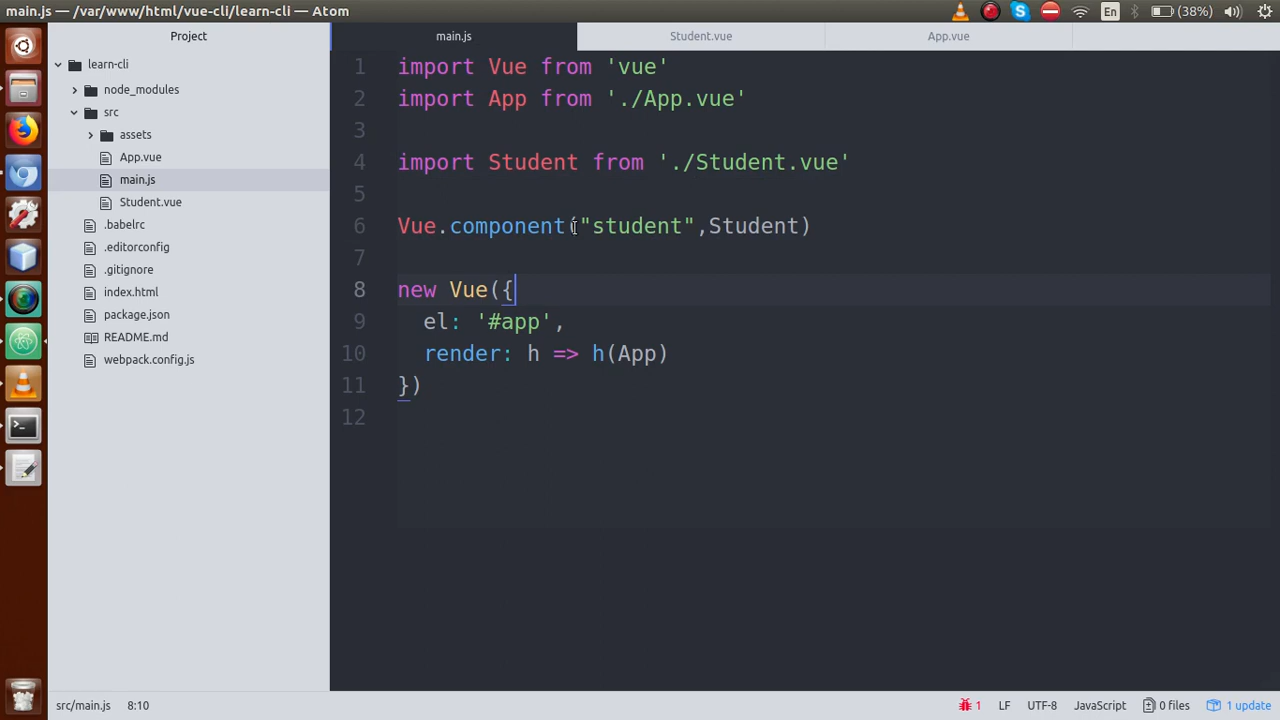 main.js — /var/www/html/vue-cli/learn-cli — Atom
En
(38%)
Project
learn-cli
node_modules
src
assets
App.vue
main.js
Student.vue
.babelrc
.editorconfig
.gitignore
index.html
package.json
README.md
webpack.config.js
main.js
Student.vue
App.vue
1 import Vue from 'vue'
2 import App from './App.vue'
3
4 import Student from './Student.vue'
5
6 Vue.component("student",Student)
7
8 new Vue({
9 el: '#app',
10 render: h => h(App)
11 })
12
src/main.js 8:10
1 LF UTF-8 JavaScript 0 files 1 update